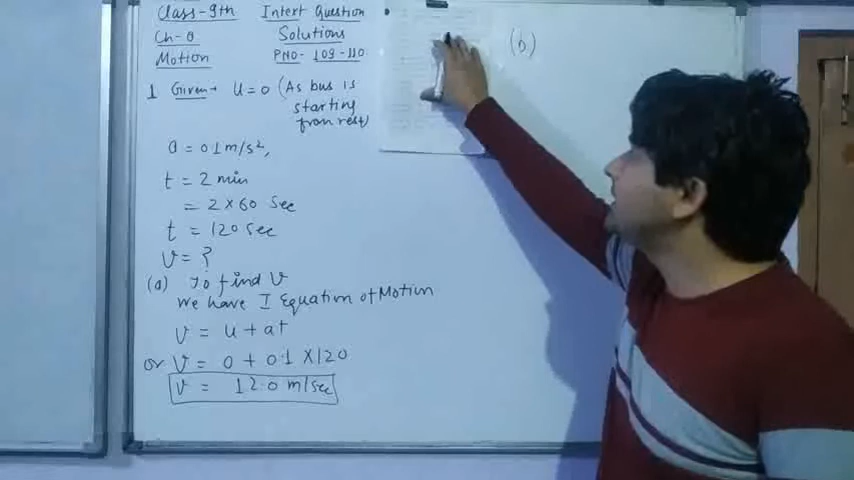 Class-9th Intext Question
Ch-8 Solutions
Motion PNO- 109-110
1 Given→ U=0 (As bus is
starting
from rest)
a = 0.1 m/s²,
t = 2 min
= 2 x 60 Sec
t = 120 Sec
V = ?
(a) To find V
We have I Equation of Motion
V = u + at
or V = 0 + 0.1 X 120
V = 12.0 m/sec
(b)